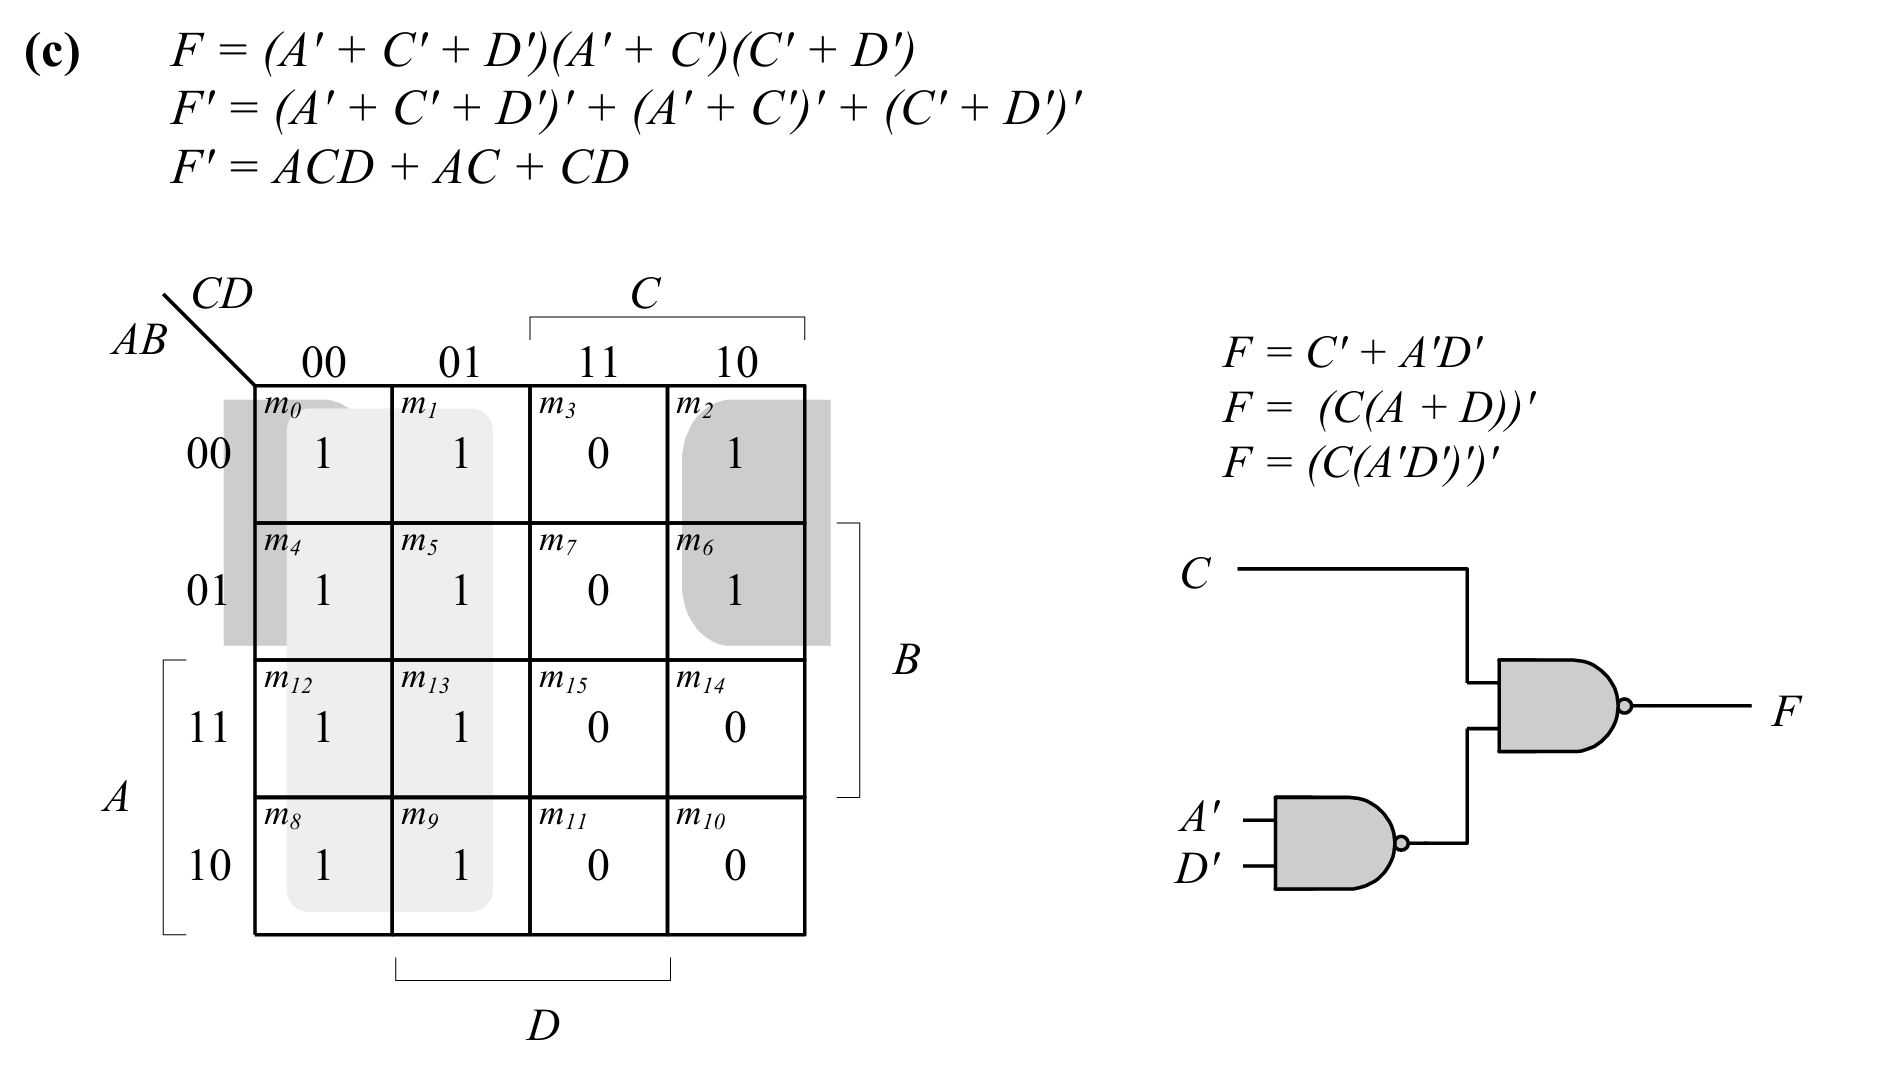 (c) F = (A′ + C′ + D′)(A′ + C′)(C′ + D′)
F′ = (A′ + C′ + D′)′ + (A′ + C′)′ + (C′ + D′)′
F′ = ACD + AC + CD
CD
C
AB
00 01 11 10
m0 m1 m3 m2
00 1 1 0 1
m4 m5 m7 m6
01 1 1 0 1
B
m12 m13 m15 m14
11 1 1 0 0
A
m8 m9 m11 m10
10 1 1 0 0
D
F = C′ + A′D′
F = (C(A + D))′
F = (C(A′D′)′)′
C
F
A′
D′